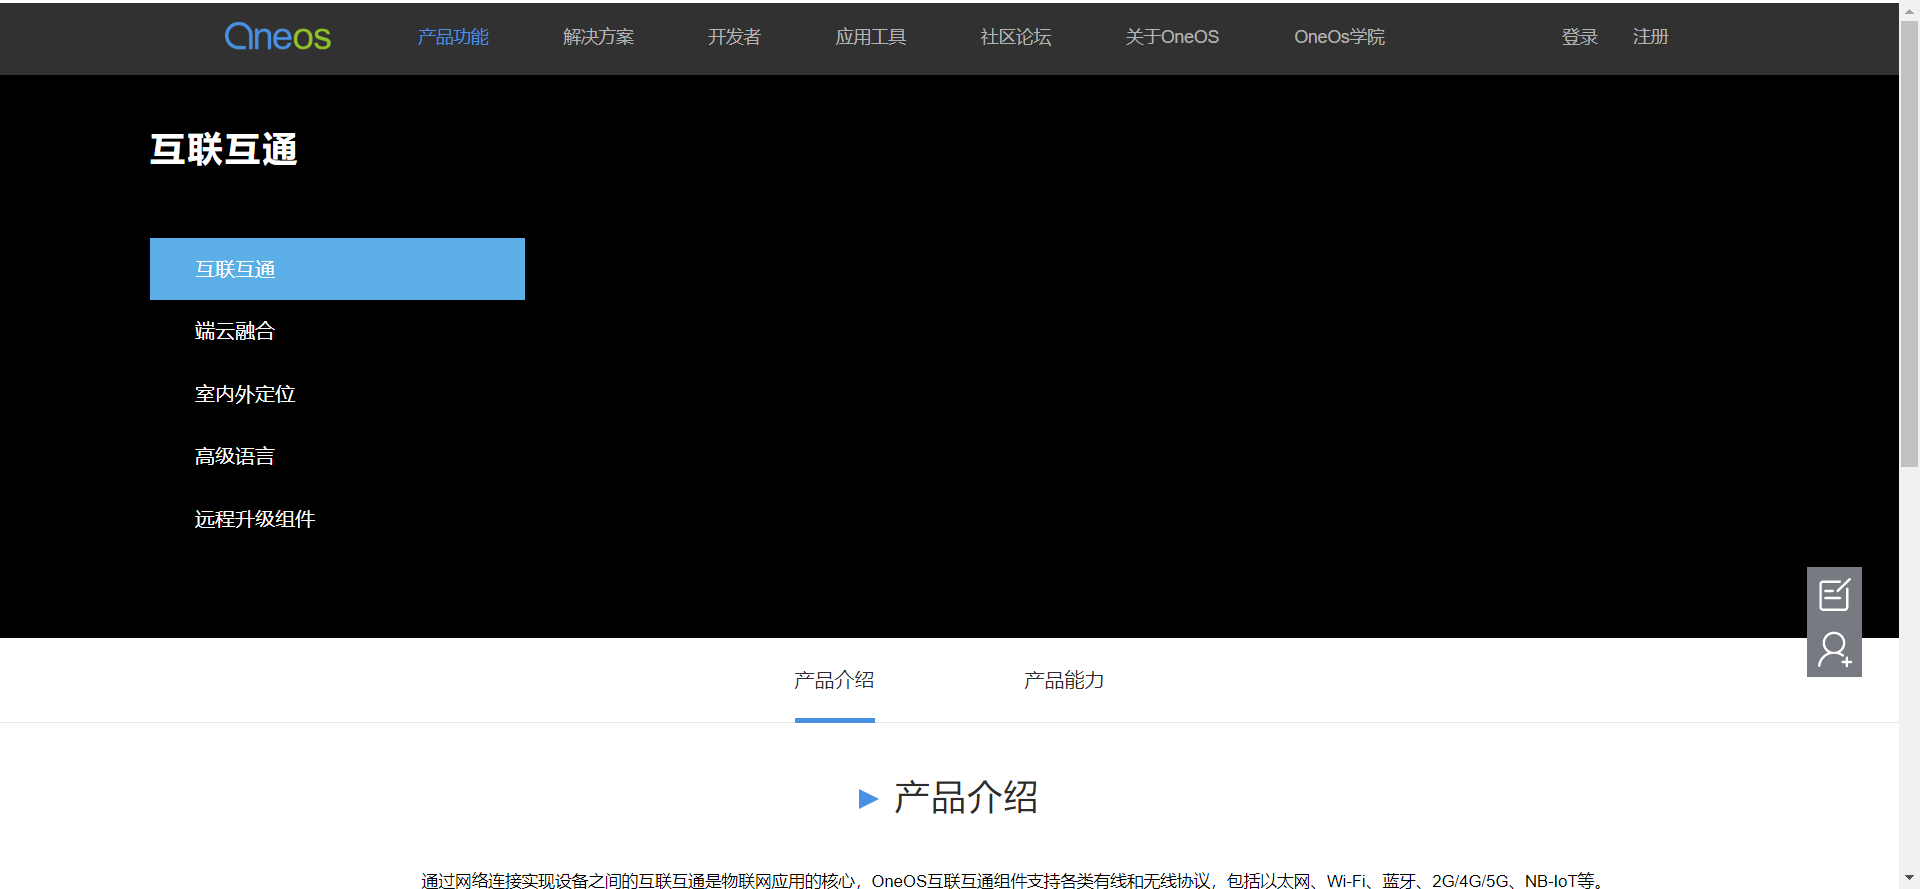 Oneos 产品功能 解决方案 开发者 应用工具 社区论坛 关于OneOS OneOs学院 登录 注册
互联互通
互联互通
端云融合
室内外定位
高级语言
远程升级组件
产品介绍 产品能力
产品介绍
通过网络连接实现设备之间的互联互通是物联网应用的核心，OneOS互联互通组件支持各类有线和无线协议，包括以太网、Wi-Fi、蓝牙、2G/4G/5G、NB-IoT等。